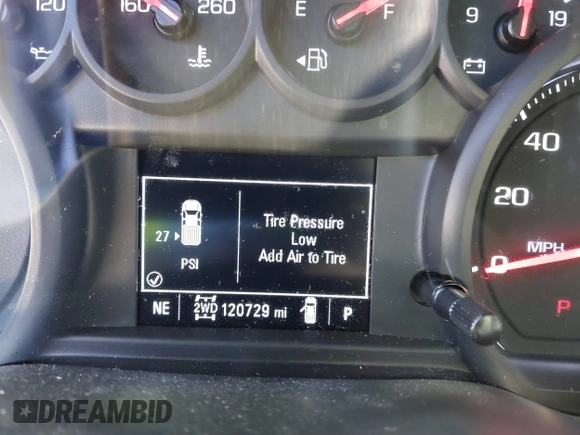 120
160 260
E F
9 19
27
PSI
Tire Pressure
Low
Add Air to Tire
NE 2WD 120729 mi P
40
20
0
MPH
P
DREAMBID